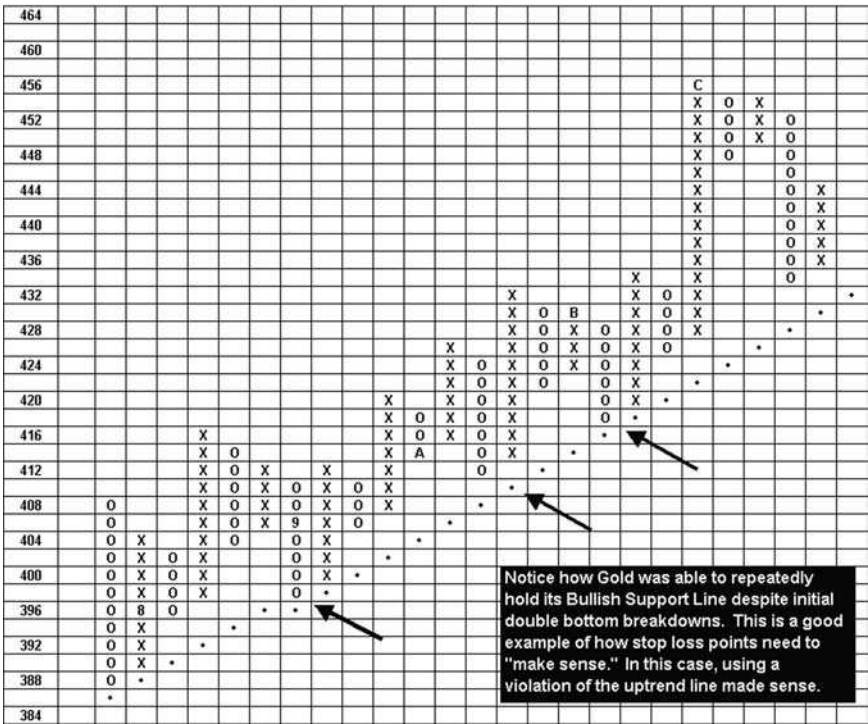 464
460
456 C
X O X
452 X O X O
X O X O
448 X O O
X O
444 X O X
X O X
440 X O X
X O X
436 X O X
X X O
432 X X O X
X O B X O X
428 X O X O X O X
X X O X O X O
424 X O X O X O X
X O X O O X
420 X X O X O X
X O X O X O
416 X X O X O X
X O X A O X
412 X O X X X O
X O X O X O X
408 O X O X O X O X
O X O X 9 X O
404 O X X O O X
O X O X O X
400 O X O X O X
O X O X O
396 O 8 O
O X
392 O X
O X
388 O
384
Notice how Gold was able to repeatedly
hold its Bullish Support Line despite initial
double bottom breakdowns. This is a good
example of how stop loss points need to
"make sense." In this case, using a
violation of the uptrend line made sense.